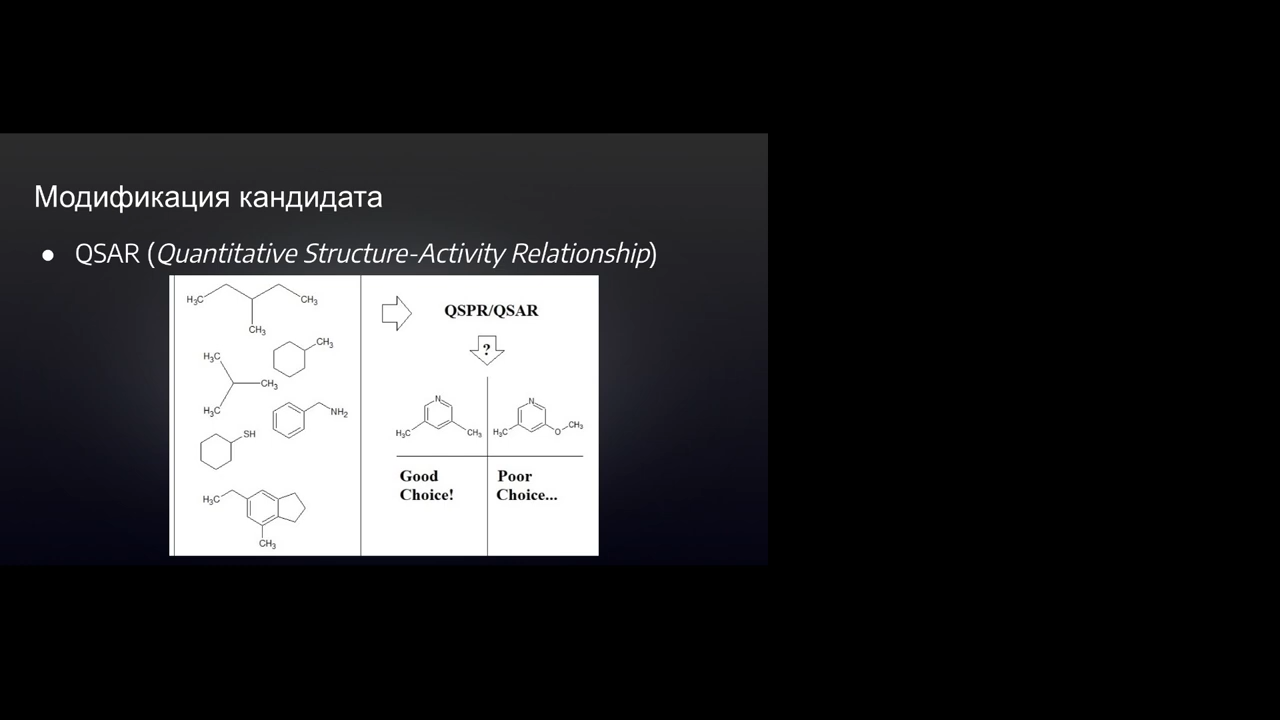 Модификация кандидата
● QSAR (Quantitative Structure-Activity Relationship)
H₃C CH₃
CH₃
CH₃
H₃C
CH₃
H₃C
NH₂
SH
H₃C
CH₃
QSPR/QSAR
?
N
H₃C CH₃
N
H₃C O CH₃
Good
Choice!
Poor
Choice...